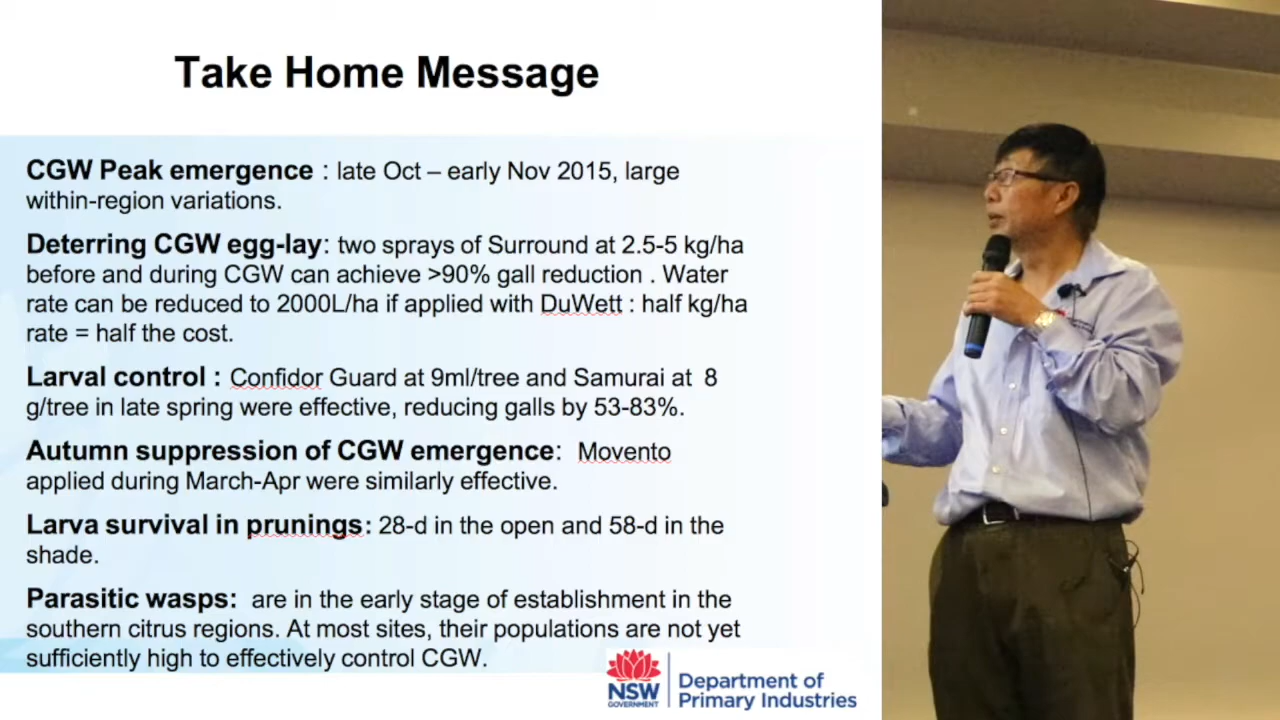 Take Home Message
CGW Peak emergence : late Oct – early Nov 2015, large
within-region variations.
Deterring CGW egg-lay: two sprays of Surround at 2.5-5 kg/ha
before and during CGW can achieve >90% gall reduction . Water
rate can be reduced to 2000L/ha if applied with DuWett : half kg/ha
rate = half the cost.
Larval control : Confidor Guard at 9ml/tree and Samurai at 8
g/tree in late spring were effective, reducing galls by 53-83%.
Autumn suppression of CGW emergence: Movento
applied during March-Apr were similarly effective.
Larva survival in prunings: 28-d in the open and 58-d in the
shade.
Parasitic wasps: are in the early stage of establishment in the
southern citrus regions. At most sites, their populations are not yet
sufficiently high to effectively control CGW.
NSW
GOVERNMENT
Department of
Primary Industries